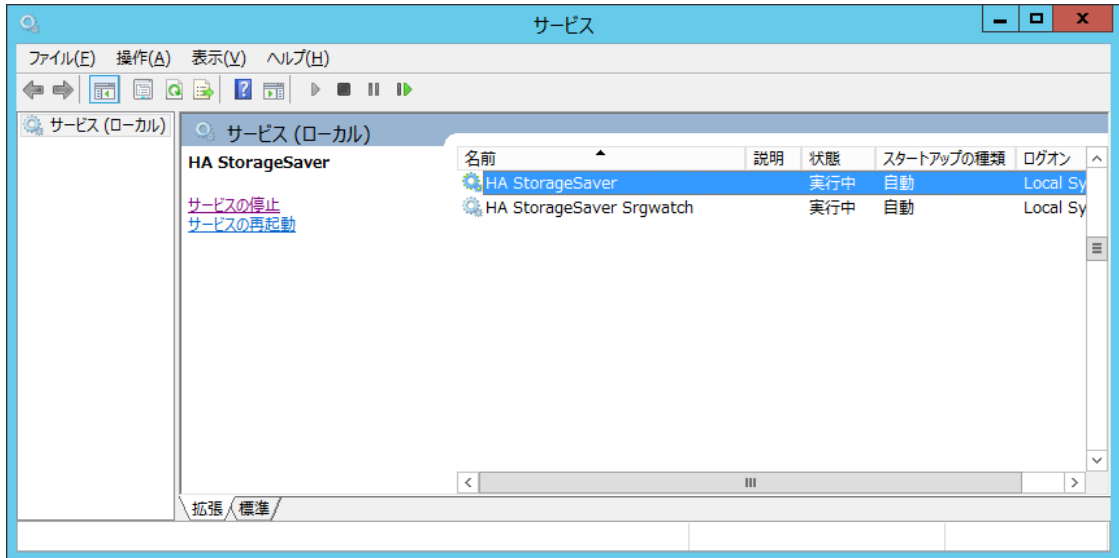 サービス
ファイル(F) 操作(A) 表示(V) ヘルプ(H)
サービス (ローカル)
サービス (ローカル)
HA StorageSaver
サービスの停止
サービスの再起動
名前 説明 状態 スタートアップの種類 ログオン
HA StorageSaver 実行中 自動 Local Sy
HA StorageSaver Srgwatch 実行中 自動 Local Sy
拡張 標準